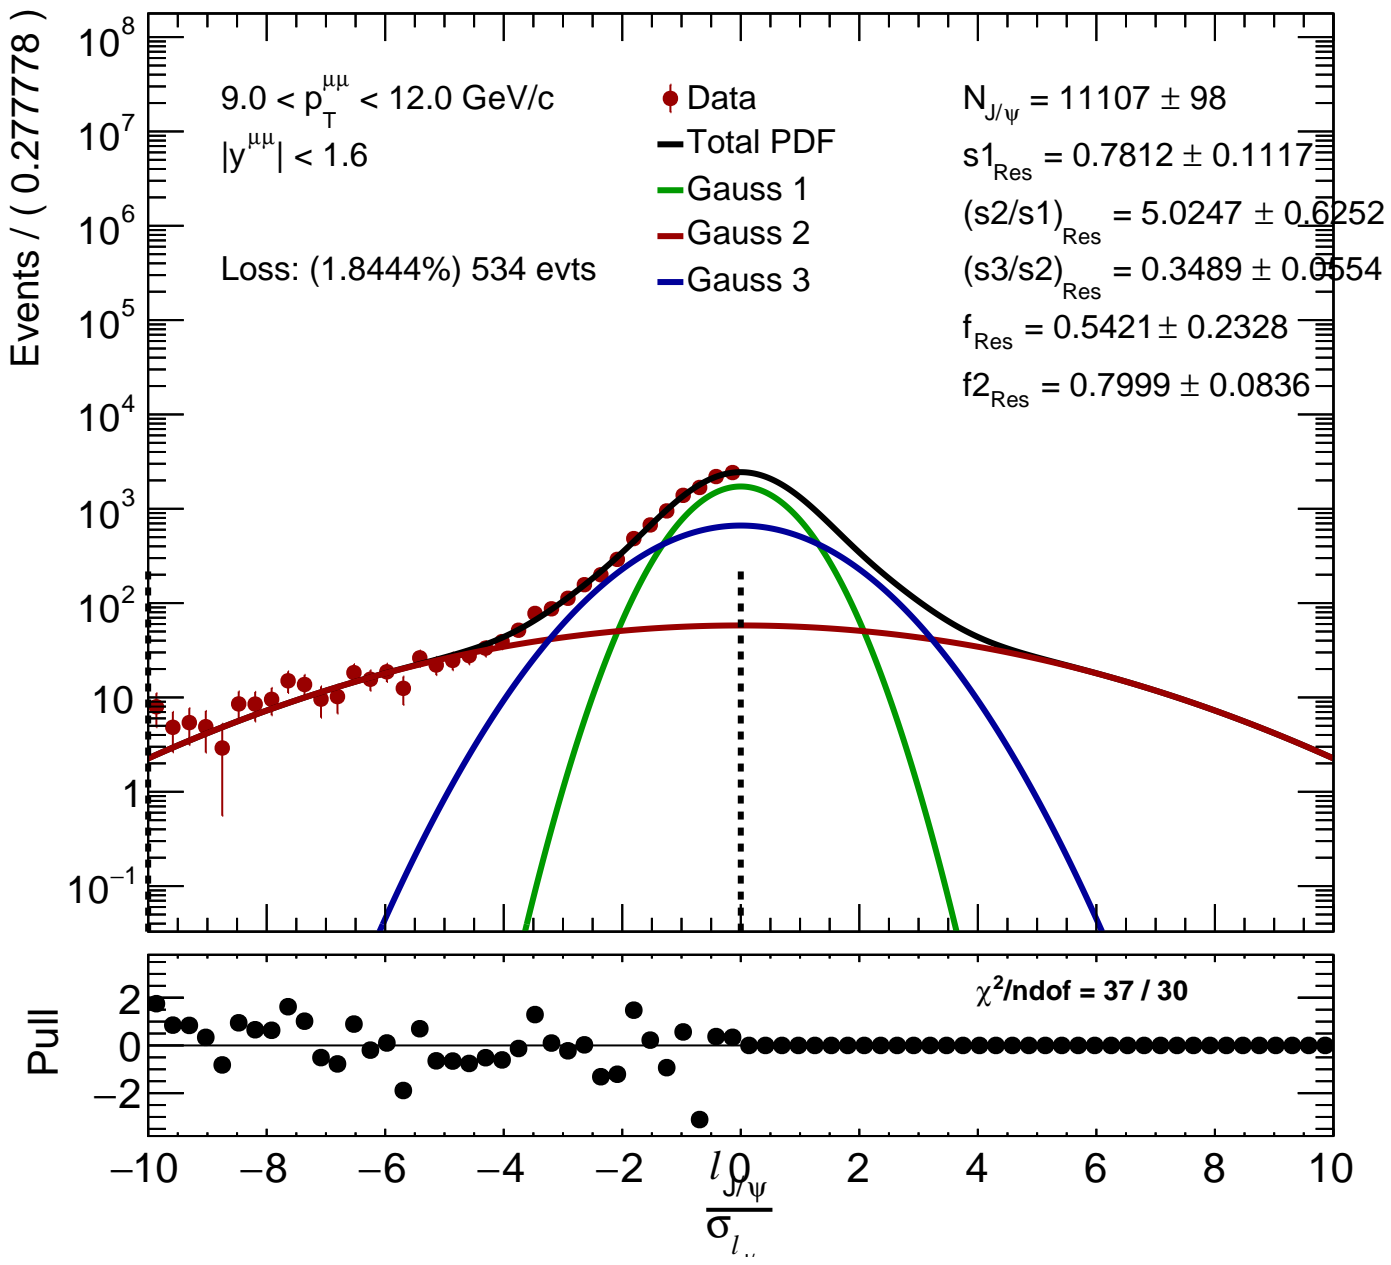 Events / ( 0.277778 )
10^8
10^7
10^6
10^5
10^4
10^3
10^2
10
1
10^−1
9.0 < p_T^μμ < 12.0 GeV/c
|y^μμ| < 1.6
Loss: (1.8444%) 534 evts
Data
Total PDF
Gauss 1
Gauss 2
Gauss 3
N_J/ψ = 11107 ± 98
s1_Res = 0.7812 ± 0.1117
(s2/s1)_Res = 5.0247 ± 0.6252
(s3/s2)_Res = 0.3489 ± 0.0554
f_Res = 0.5421 ± 0.2328
f2_Res = 0.7999 ± 0.0836
Pull
2
0
−2
χ²/ndof = 37 / 30
−10 −8 −6 −4 −2 0 2 4 6 8 10
l_J/ψ
σ_l